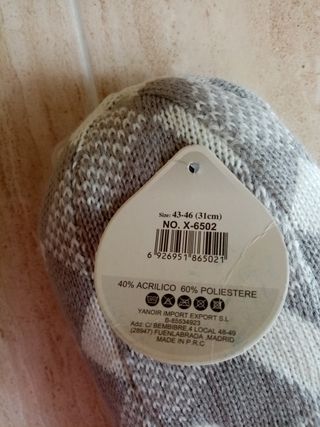 Size: 43-46 (31cm)
NO. X-6502
6 926951 865021
40% ACRILICO 60% POLIESTERE
YANOIR IMPORT EXPORT S.L
B-85534923
Add: C/ BEMBIBRE,4 LOCAL 48-49
(28947) FUENLABRADA ,MADRID
MADE IN P.R.C